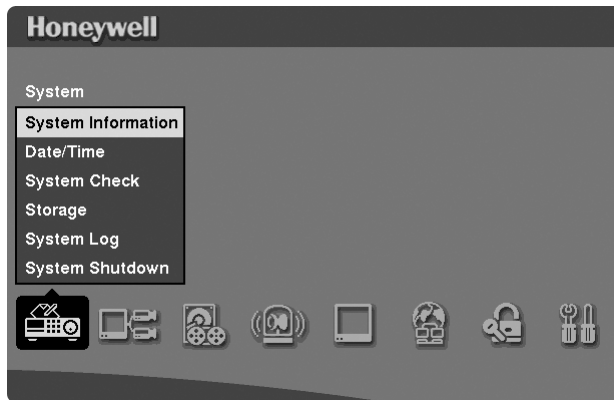 Honeywell
System
System Information
Date/Time
System Check
Storage
System Log
System Shutdown